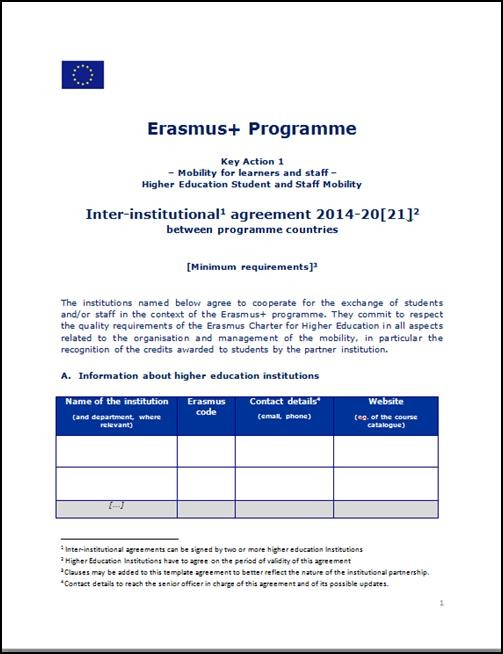 Erasmus+ Programme
Key Action 1
– Mobility for learners and staff –
Higher Education Student and Staff Mobility
Inter-institutional¹ agreement 2014-20[21]²
between programme countries
[Minimum requirements]³
The institutions named below agree to cooperate for the exchange of students
and/or staff in the context of the Erasmus+ programme. They commit to respect
the quality requirements of the Erasmus Charter for Higher Education in all aspects
related to the organisation and management of the mobility, in particular the
recognition of the credits awarded to students by the partner institution.
A. Information about higher education institutions
Name of the institution
(and department, where
relevant)
Erasmus
code
Contact details⁴
(email, phone)
Website
(eg. of the course
catalogue)
[...]
¹ Inter-institutional agreements can be signed by two or more higher education Institutions
² Higher Education Institutions have to agree on the period of validity of this agreement
³ Clauses may be added to this template agreement to better reflect the nature of the institutional partnership.
⁴ Contact details to reach the senior officer in charge of this agreement and of its possible updates.
1